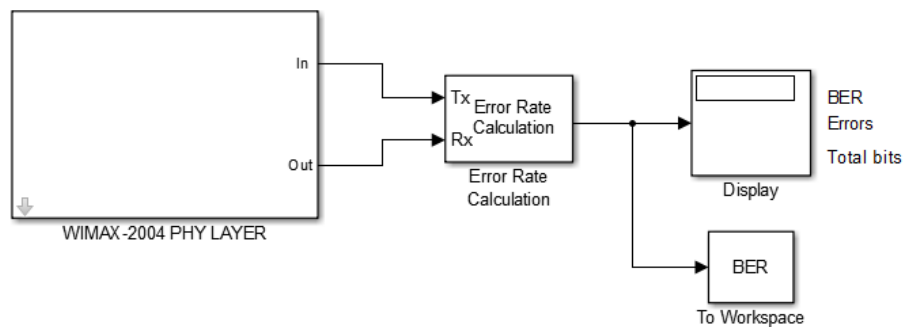 In
Out
WIMAX-2004 PHY LAYER
Tx
Rx
Error Rate
Calculation
Error Rate
Calculation
BER
Errors
Total bits
Display
BER
To Workspace